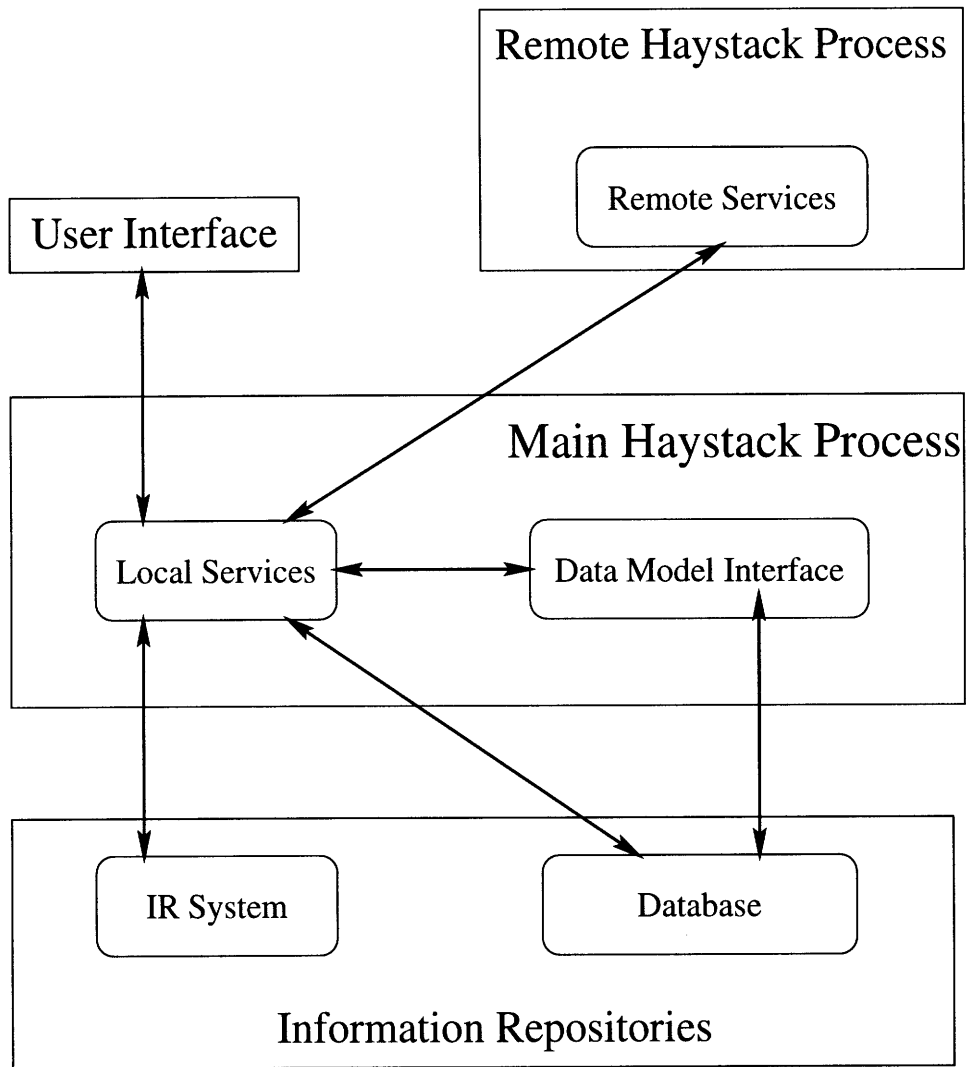 Remote Haystack Process
Remote Services
User Interface
Main Haystack Process
Local Services
Data Model Interface
IR System
Database
Information Repositories